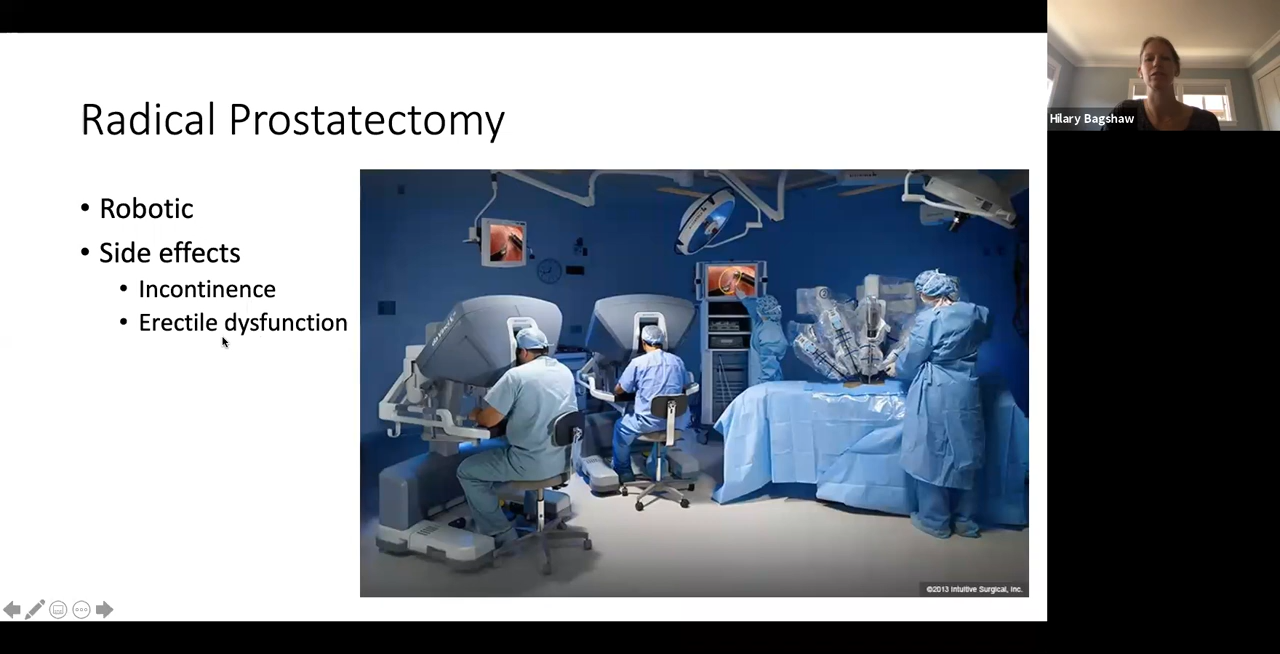 Radical Prostatectomy
• Robotic
• Side effects
• Incontinence
• Erectile dysfunction
©2013 Intuitive Surgical, Inc.
Hilary Bagshaw